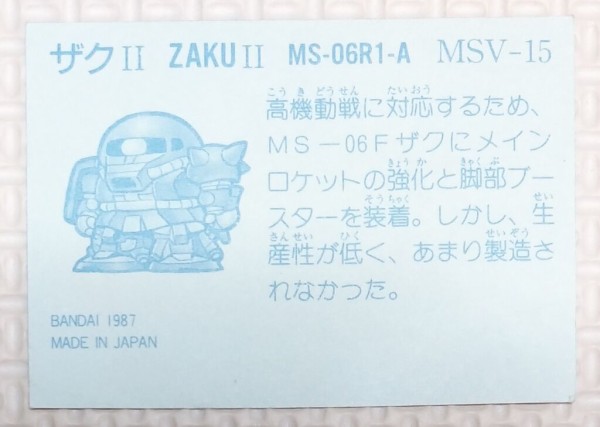 ザクII ZAKU II MS-06R1-A MSV-15
高機動戦に対応するため、
MS－06Fザクにメイン
ロケットの強化と脚部ブー
スターを装着。しかし、生
産性が低く、あまり製造さ
れなかった。
BANDAI 1987
MADE IN JAPAN